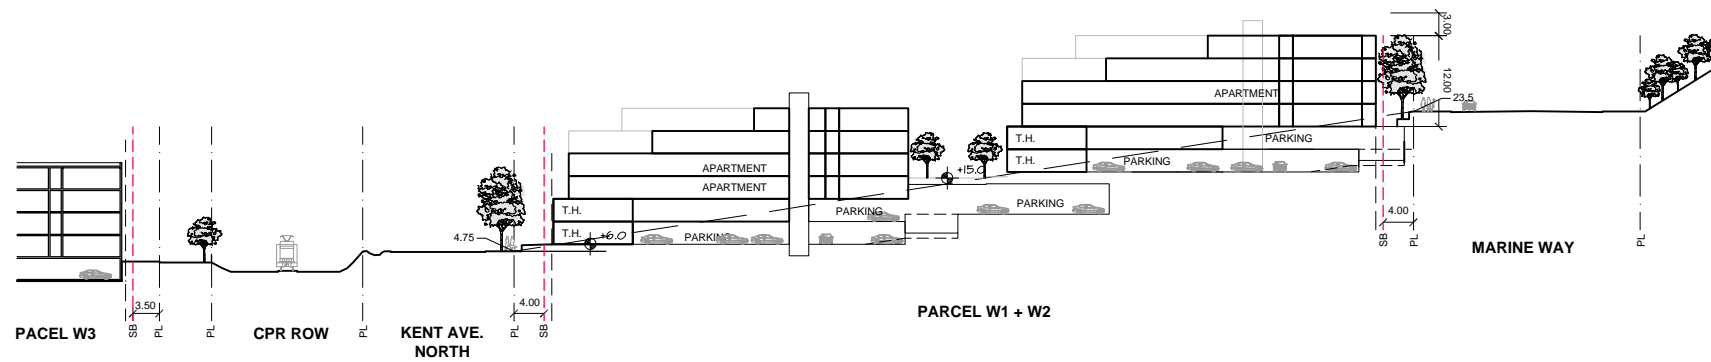 3.00
12.00
23.5
APARTMENT
T.H.
PARKING
T.H.
PARKING
APARTMENT
+15.0
APARTMENT
T.H.
PARKING
PARKING
T.H.
PARKING
+6.0
4.75
3.50
4.00
4.00
SB
PL
PL
PL
PL
SB
SB
PL
PL
MARINE WAY
PARCEL W1 + W2
PACEL W3
CPR ROW
KENT AVE.
NORTH